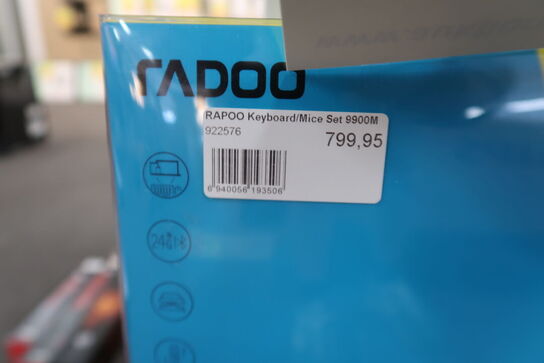 rapoo
RAPOO Keyboard/Mice Set 9900M
922576
799,95
6 940056 193506